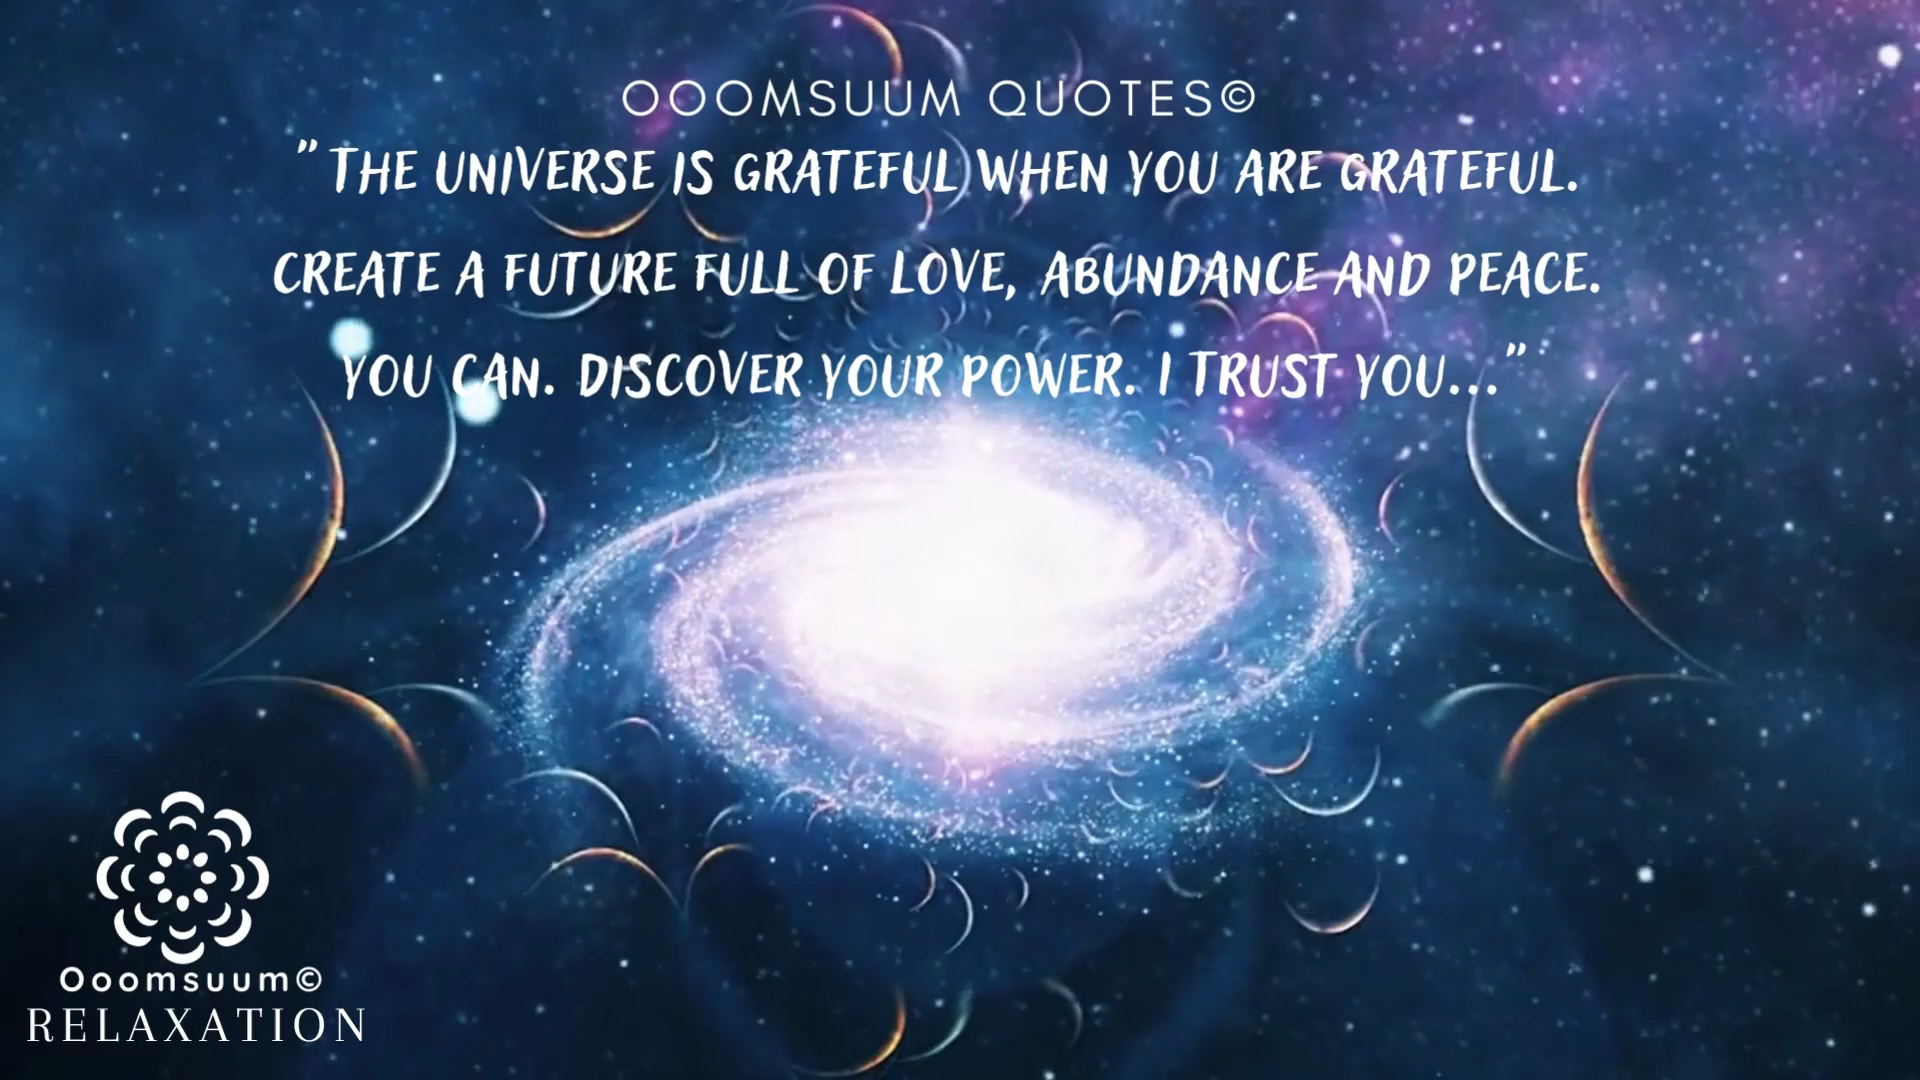 OOOMSUUM QUOTES©
" THE UNIVERSE IS GRATEFUL WHEN YOU ARE GRATEFUL.
CREATE A FUTURE FULL OF LOVE, ABUNDANCE AND PEACE.
YOU CAN. DISCOVER YOUR POWER. I TRUST YOU..."
Ooomsuum©
RELAXATION